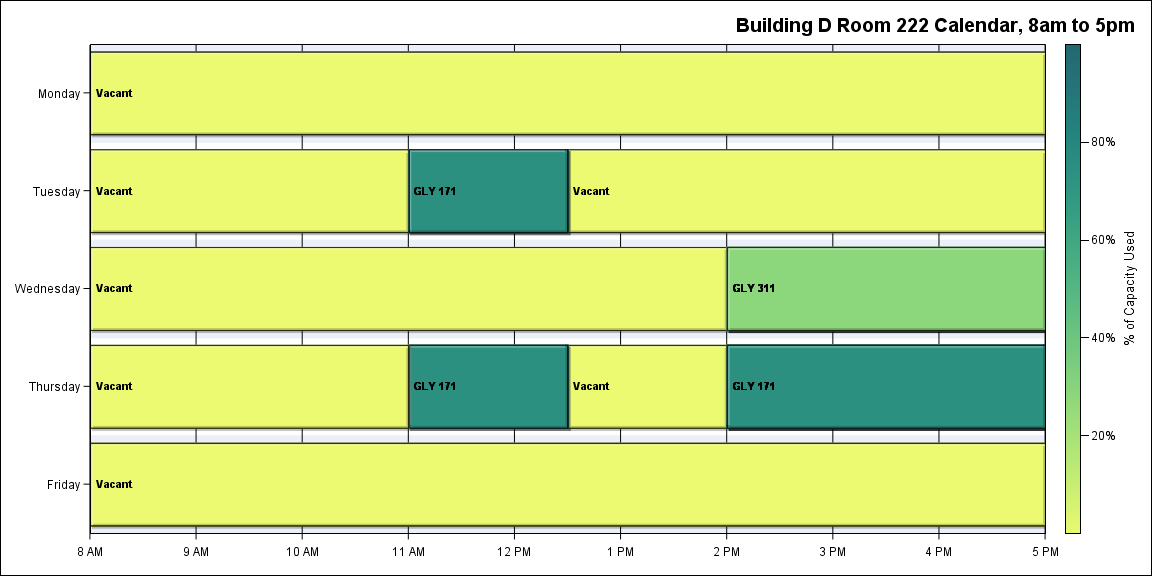 Building D Room 222 Calendar, 8am to 5pm
Monday
Vacant
Tuesday
Vacant
GLY 171
Vacant
Wednesday
Vacant
GLY 311
Thursday
Vacant
GLY 171
Vacant
GLY 171
Friday
Vacant
8 AM
9 AM
10 AM
11 AM
12 PM
1 PM
2 PM
3 PM
4 PM
5 PM
80%
60%
40%
20%
% of Capacity Used